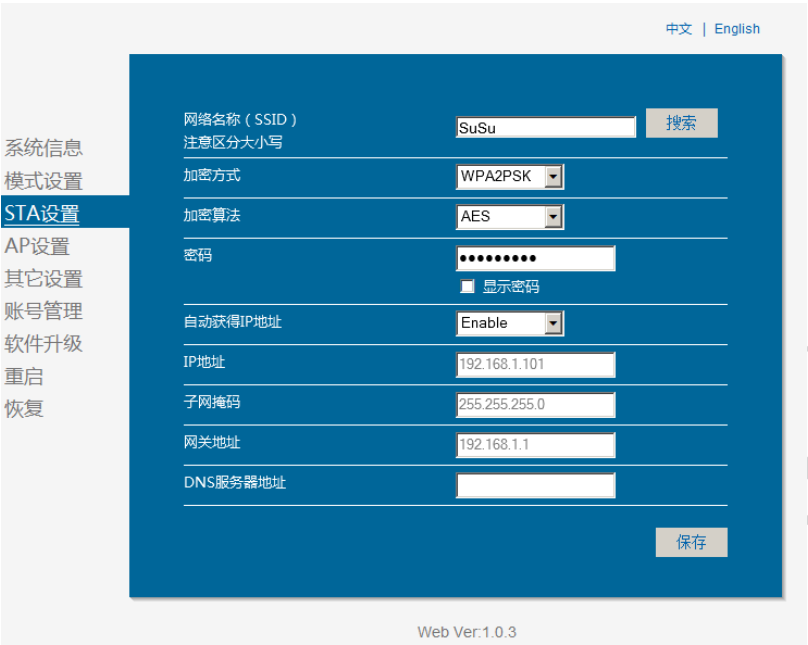 中文 | English
系统信息
模式设置
STA设置
AP设置
其它设置
账号管理
软件升级
重启
恢复
网络名称（SSID）
注意区分大小写
SuSu
搜索
加密方式
WPA2PSK
加密算法
AES
密码
●●●●●●●●●
显示密码
自动获得IP地址
Enable
IP地址
192.168.1.101
子网掩码
255.255.255.0
网关地址
192.168.1.1
DNS服务器地址
保存
Web Ver:1.0.3